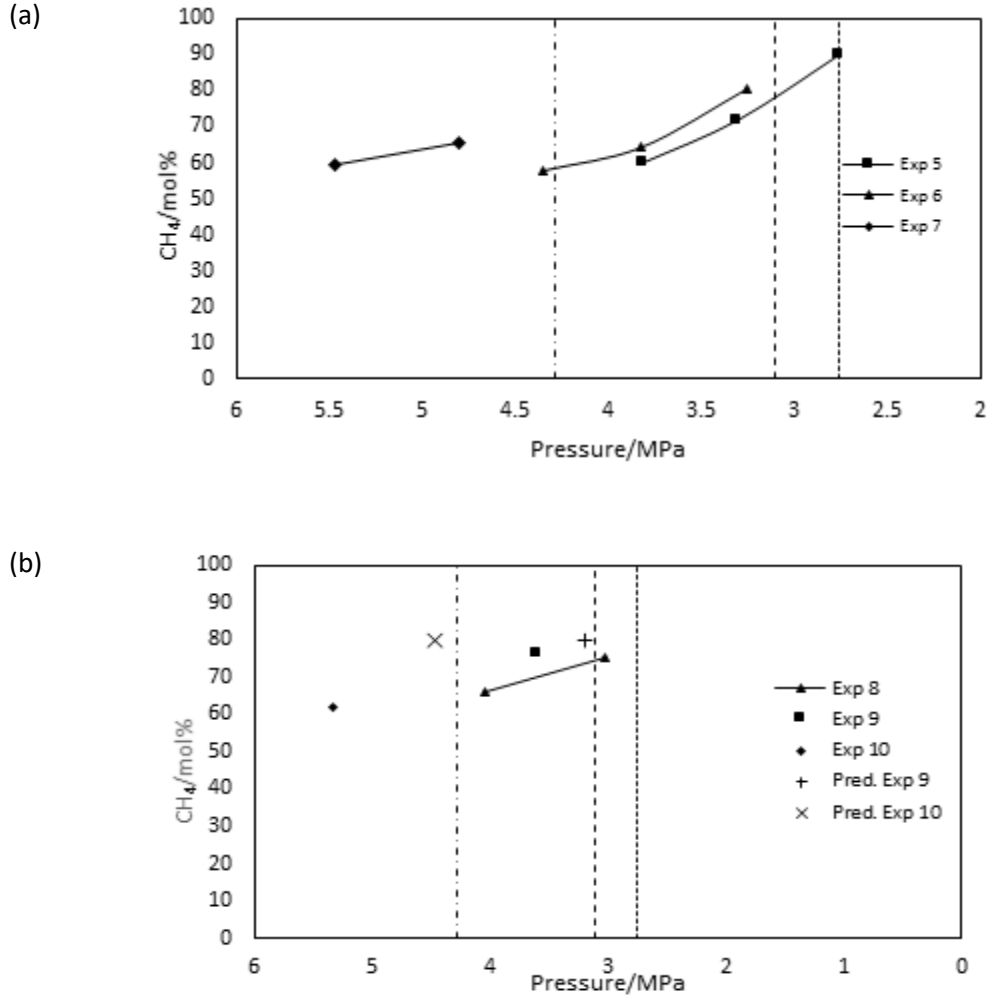 (a)
100
90
80
70
60
50
40
30
20
10
0
CH₄/mol%
6 5.5 5 4.5 4 3.5 3 2.5 2
Pressure/MPa
Exp 5
Exp 6
Exp 7
(b)
100
90
80
70
60
50
40
30
20
10
0
CH₄/mol%
6 5 4 3 2 1 0
Pressure/MPa
Exp 8
Exp 9
Exp 10
Pred. Exp 9
Pred. Exp 10